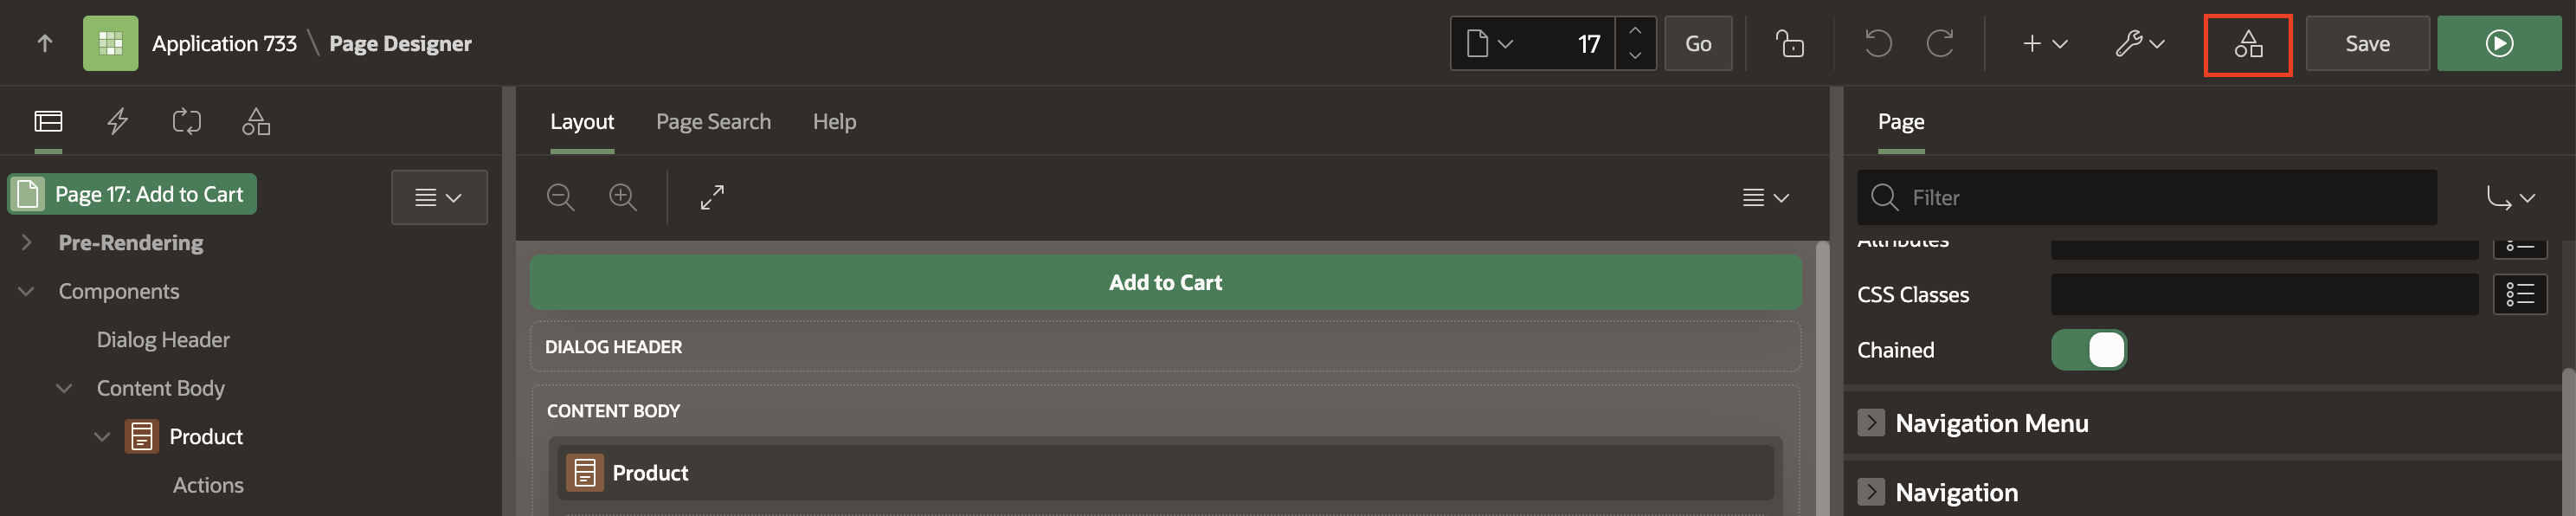 Application 733 \ Page Designer
17
Go
Save
Layout
Page Search
Help
Page
Page 17: Add to Cart
Filter
Pre-Rendering
Components
Dialog Header
Content Body
Product
Actions
Add to Cart
DIALOG HEADER
CONTENT BODY
Product
Attributes
CSS Classes
Chained
Navigation Menu
Navigation